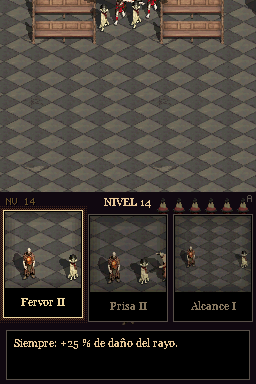 NV 14
NIVEL 14
A
Fervor II
Prisa II
Alcance I
Siempre: +25 % de daño del rayo.